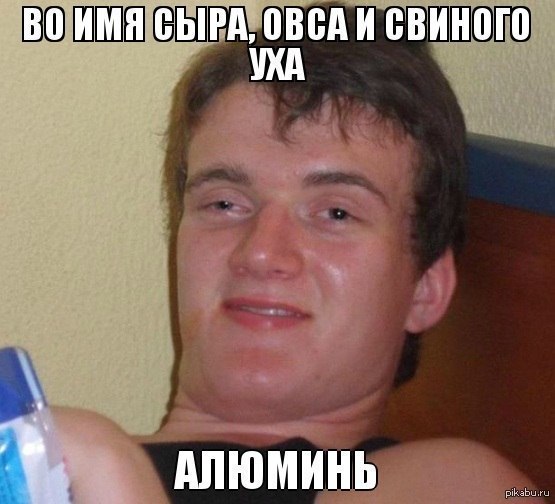 ВО ИМЯ СЫРА, ОВСА И СВИНОГО
УХА
АЛЮМИНЬ
pikabu.ru